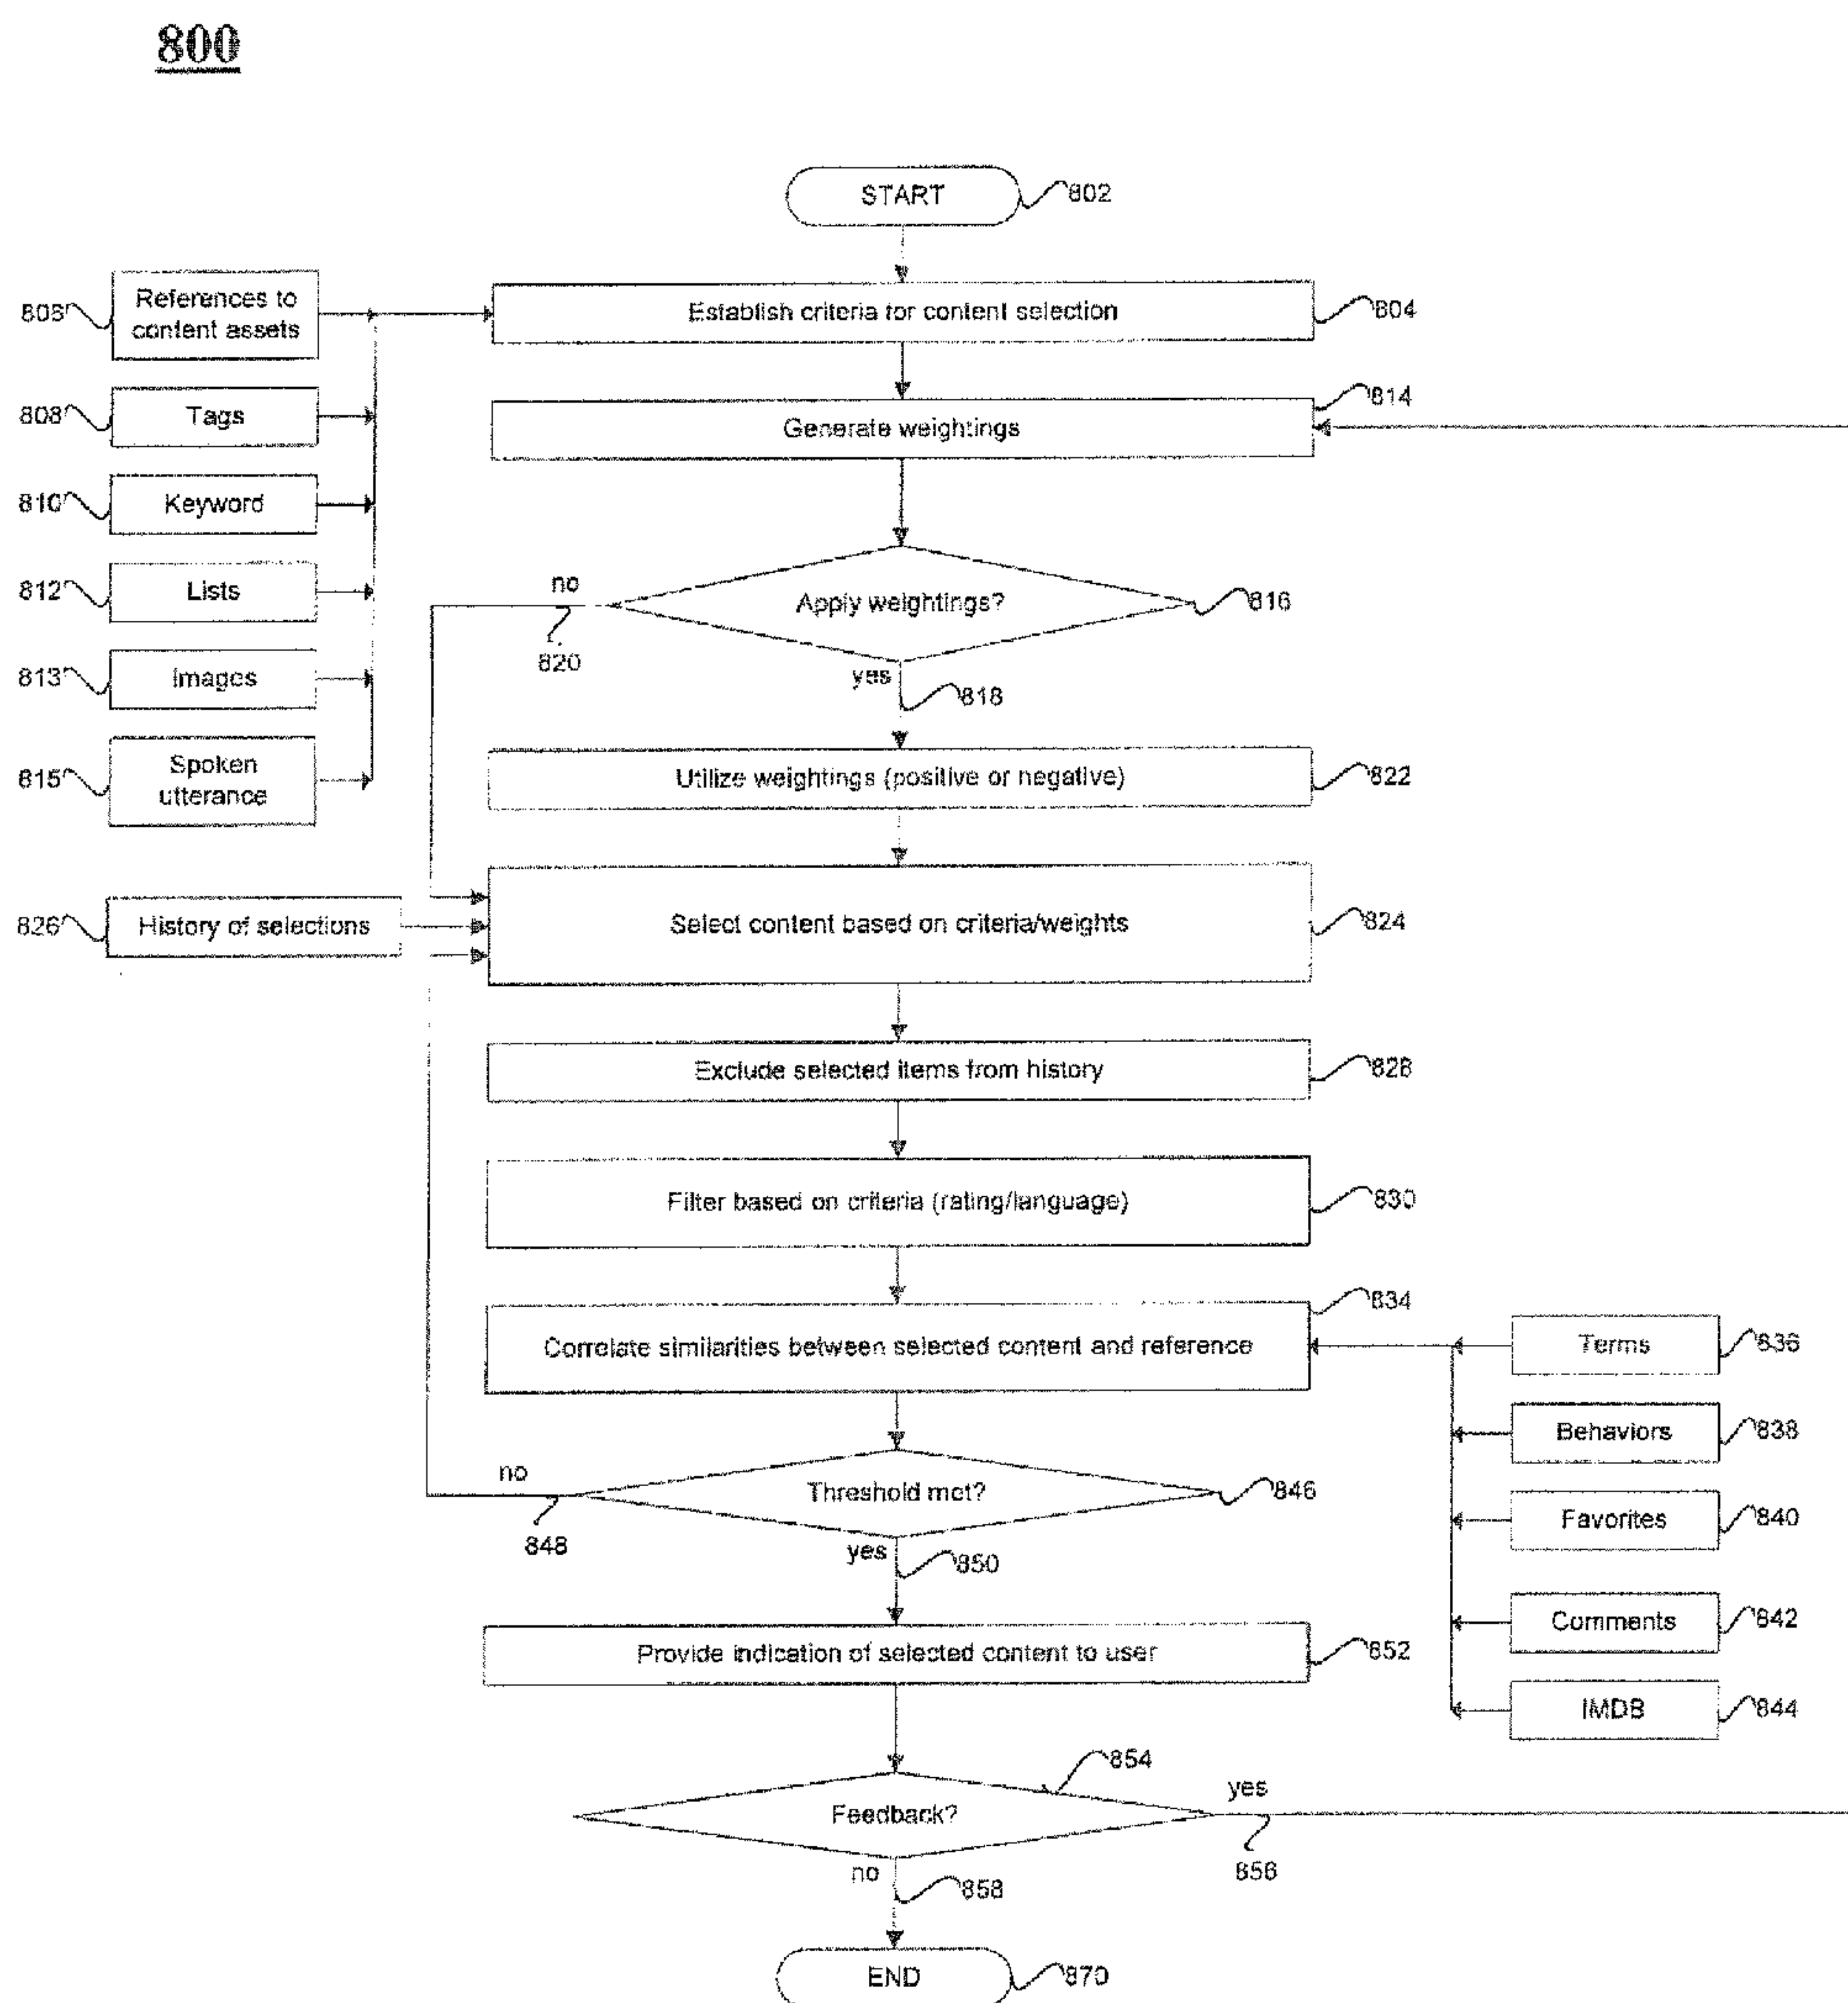 800
START
802
References to
content assets
806
Establish criteria for content selection
804
Tags
808
Generate weightings
814
Keyword
810
Lists
812
no
Apply weightings?
816
820
yes
818
Images
813
Spoken
utterance
815
Utilize weightings (positive or negative)
822
History of selections
826
Select content based on criteria/weights
824
Exclude selected items from history
828
Filter based on criteria (rating/language)
830
Correlate similarities between selected content and reference
834
Terms
836
Behaviors
838
no
Threshold met?
846
848
yes
850
Favorites
840
Comments
842
Provide indication of selected content to user
852
IMDB
844
Feedback?
854
yes
856
no
858
END
870